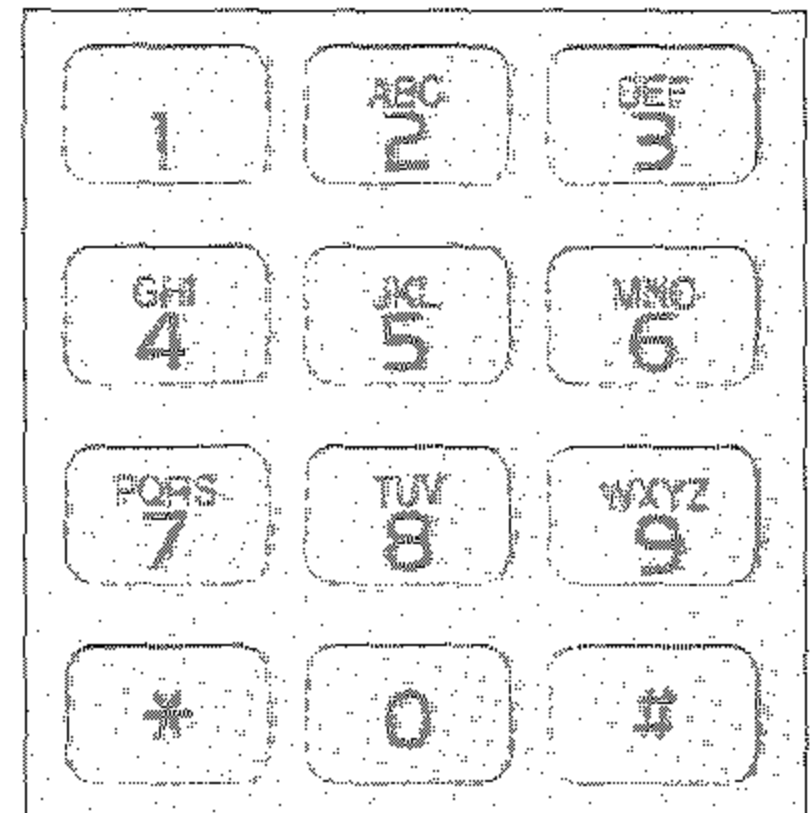 ABC DEF
1 2 3
GHI JKL MNO
4 5 6
PQRS TUV WXYZ
7 8 9
* 0 #